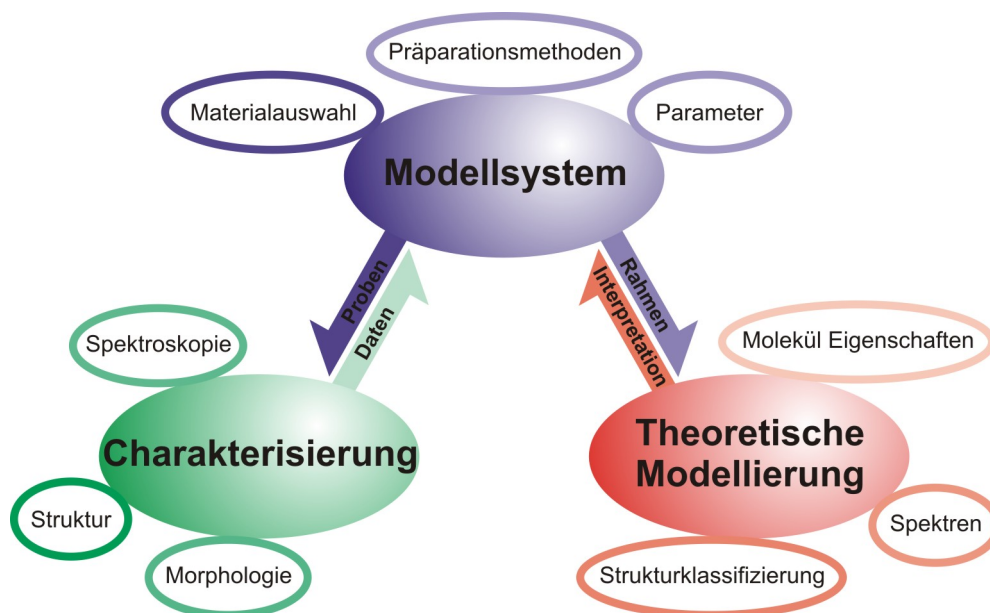 Präparationsmethoden
Materialauswahl
Parameter
Modellsystem
Proben
Daten
Interpretation
Rahmen
Spektroskopie
Molekül Eigenschaften
Charakterisierung
Theoretische
Modellierung
Struktur
Spektren
Morphologie
Strukturklassifizierung